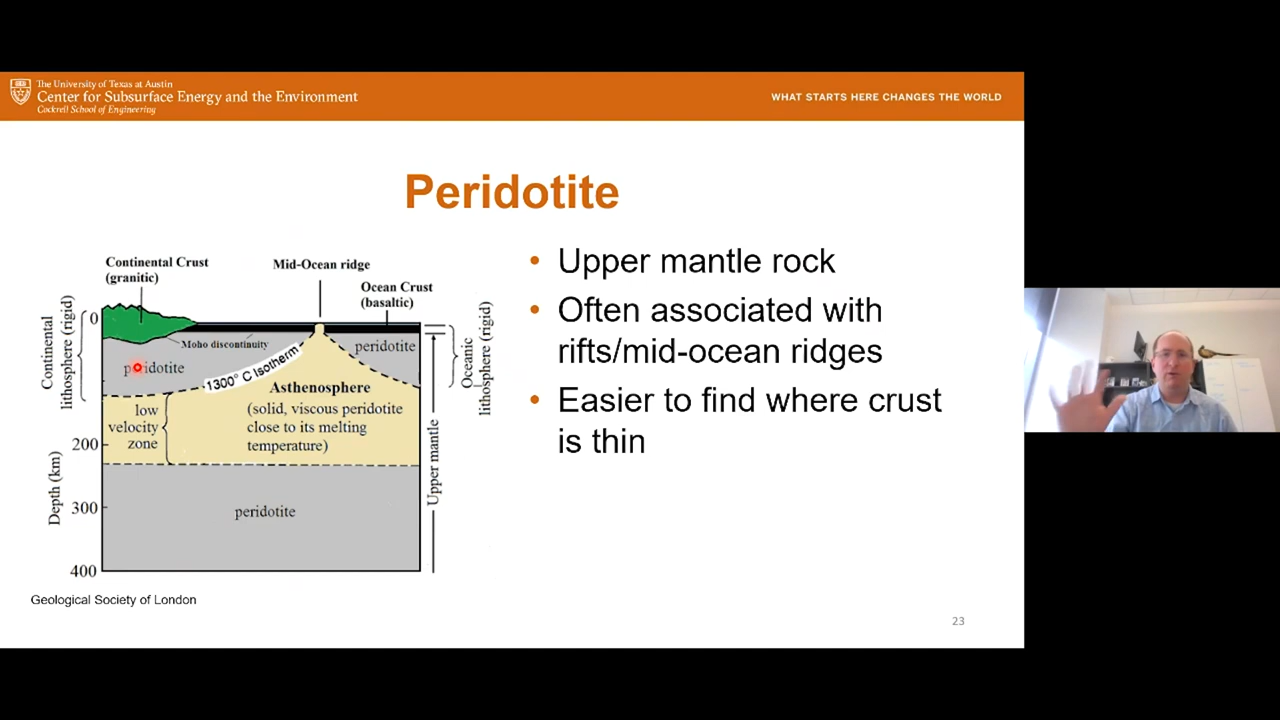 The University of Texas at Austin
Center for Subsurface Energy and the Environment
Cockrell School of Engineering
WHAT STARTS HERE CHANGES THE WORLD
Peridotite
• Upper mantle rock
• Often associated with
rifts/mid-ocean ridges
• Easier to find where crust
is thin
Continental Crust
(granitic)
Mid-Ocean ridge
Ocean Crust
(basaltic)
Continental
lithosphere (rigid)
0
Moho discontinuity
peridotite
peridotite
1300° C Isotherm
Oceanic
lithosphere (rigid)
Asthenosphere
(solid, viscous peridotite
close to its melting
temperature)
low
velocity
zone
Upper mantle
Depth (km)
200
300
peridotite
400
Geological Society of London
23